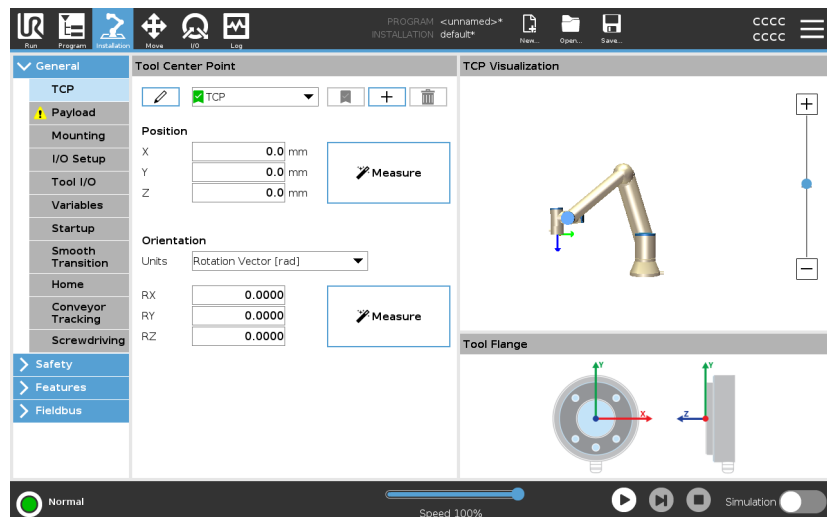 UR
Run
Program
Installation
Move
I/O
Log
PROGRAM <unnamed>*
INSTALLATION default*
New...
Open...
Save...
CCCC
CCCC
General
TCP
Payload
Mounting
I/O Setup
Tool I/O
Variables
Startup
Smooth
Transition
Home
Conveyor
Tracking
Screwdriving
Safety
Features
Fieldbus
Tool Center Point
TCP
Position
X 0.0 mm
Y 0.0 mm
Z 0.0 mm
Measure
Orientation
Units Rotation Vector [rad]
RX 0.0000
RY 0.0000
RZ 0.0000
Measure
TCP Visualization
Tool Flange
Y
X
Y
Z
Normal
Speed 100%
Simulation